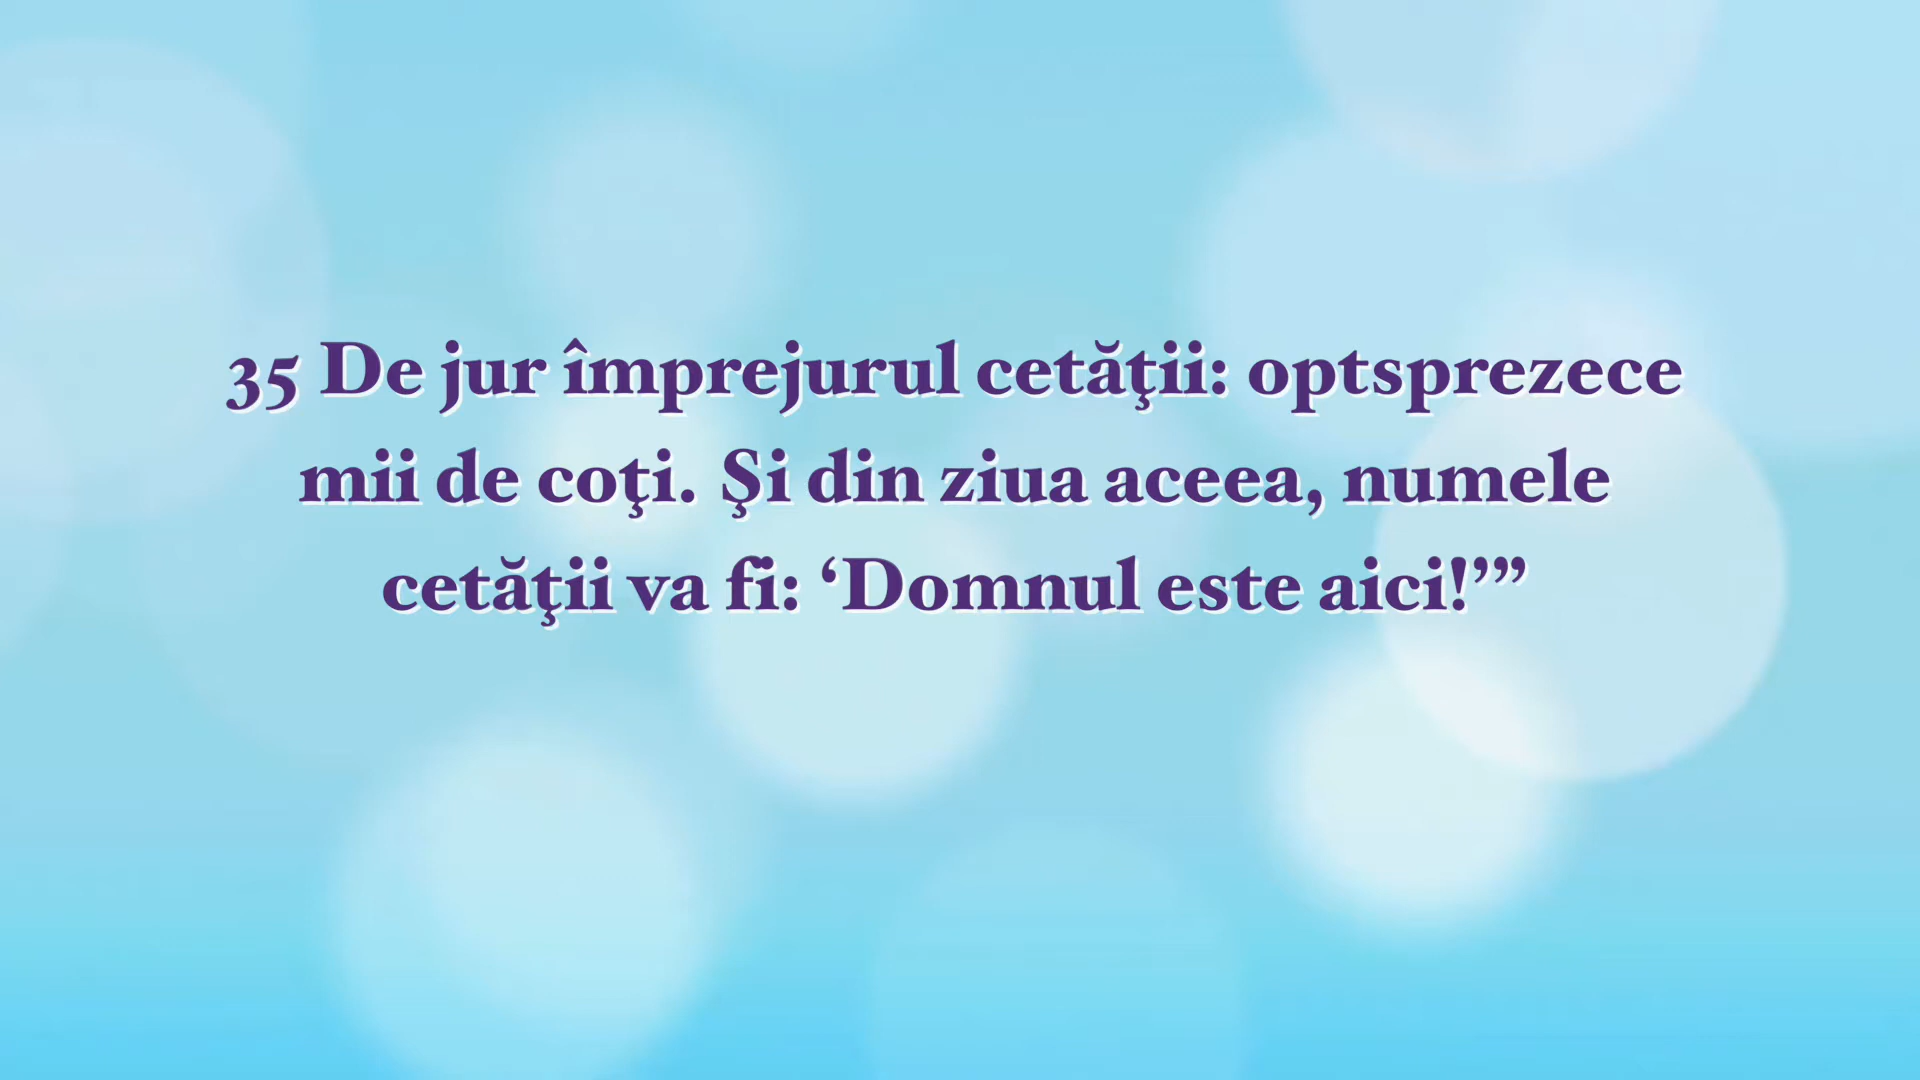 35 De jur împrejurul cetăţii: optsprezece
mii de coţi. Şi din ziua aceea, numele
cetăţii va fi: ‘Domnul este aici!’”